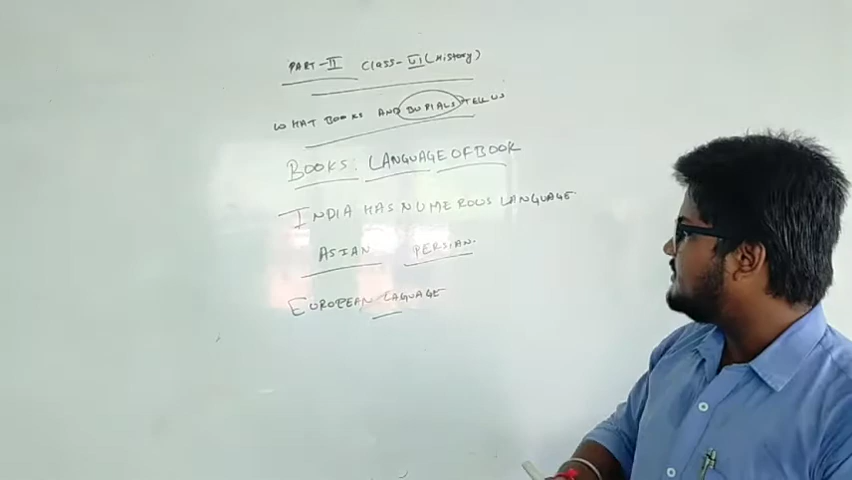 PART-II Class-VI (History)
WHAT BOOKS AND BURIALS TELL US
BOOKS: LANGUAGE OF BOOK
INDIA HAS NUMEROUS LANGUAGE
ASIAN PERSIAN.
EUROPEAN LAGUAGE